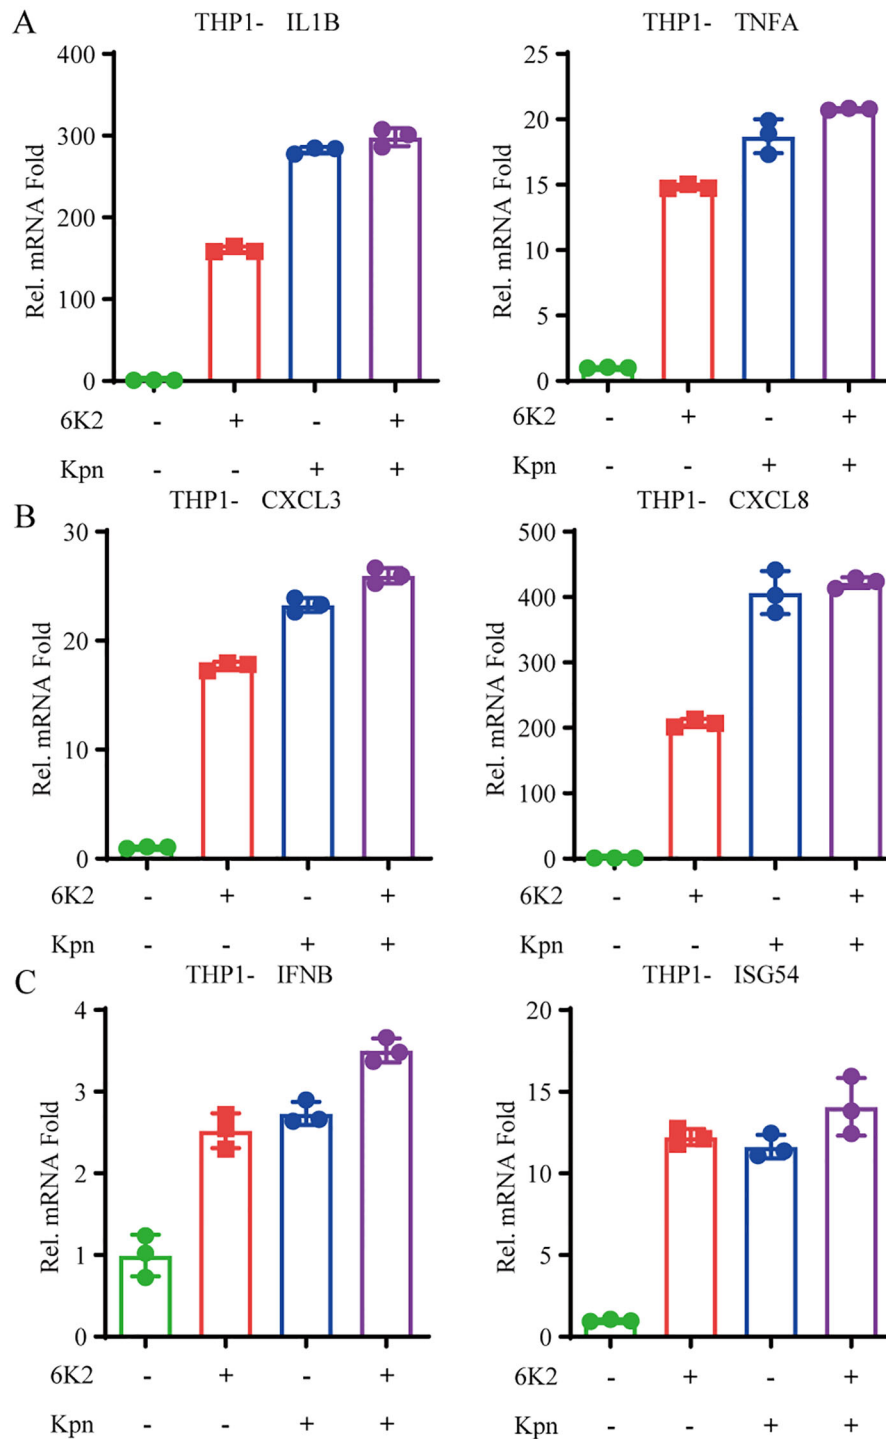 A
THP1- IL1B
Rel. mRNA Fold
400
300
200
100
0
6K2 - + - +
Kpn - - + +
THP1- TNFA
Rel. mRNA Fold
25
20
15
10
5
0
- + - +
- - + +
B
THP1- CXCL3
Rel. mRNA Fold
30
20
10
0
6K2 - + - +
Kpn - - + +
THP1- CXCL8
Rel. mRNA Fold
500
400
300
200
100
0
6K2 - + - +
Kpn - - + +
C
THP1- IFNB
Rel. mRNA Fold
4
3
2
1
0
6K2 - + - +
Kpn - - + +
THP1- ISG54
Rel. mRNA Fold
20
15
10
5
0
6K2 - + - +
Kpn - - + +